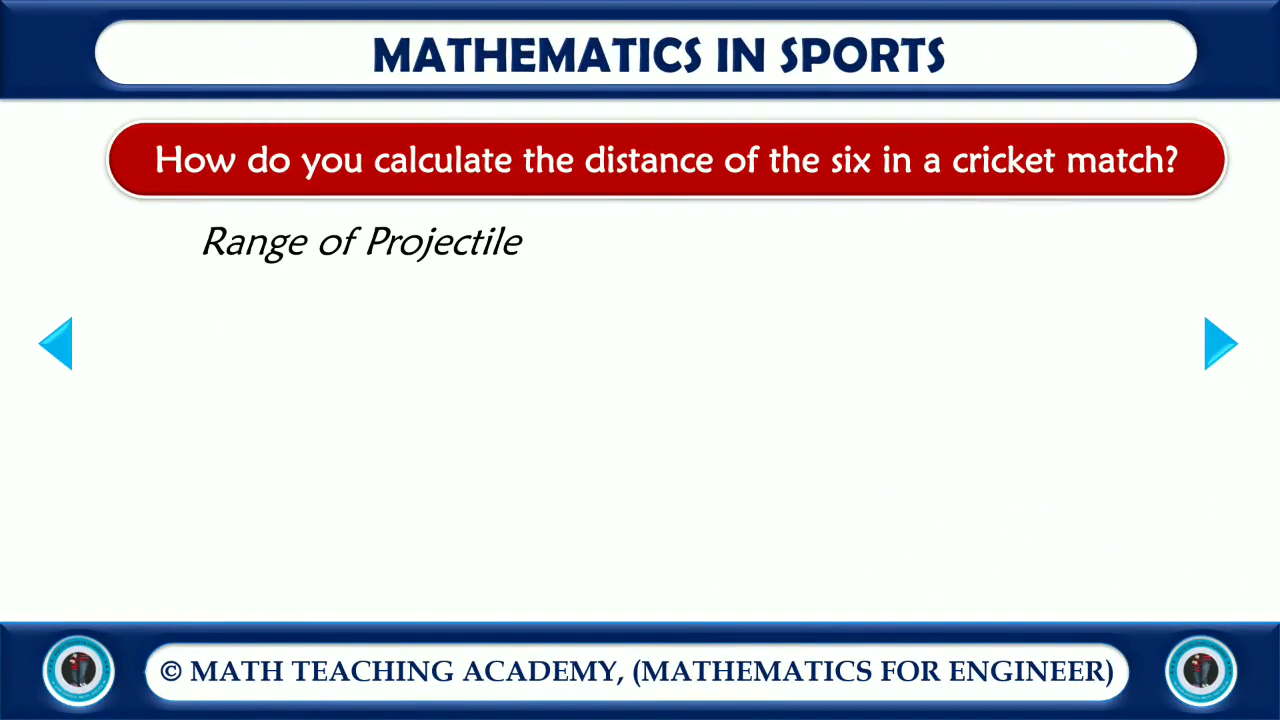 MATHEMATICS IN SPORTS
How do you calculate the distance of the six in a cricket match?
Range of Projectile
© MATH TEACHING ACADEMY, (MATHEMATICS FOR ENGINEER)